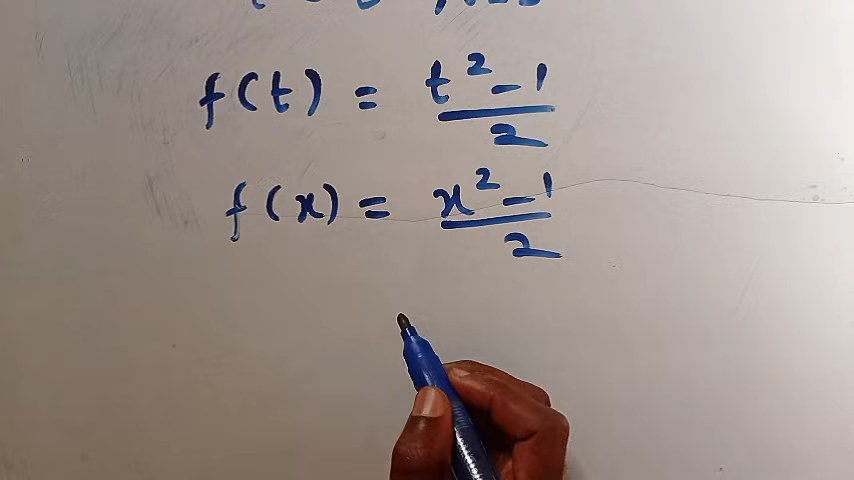 f(t) = (t² - 1)/2
f(x) = (x² - 1)/2